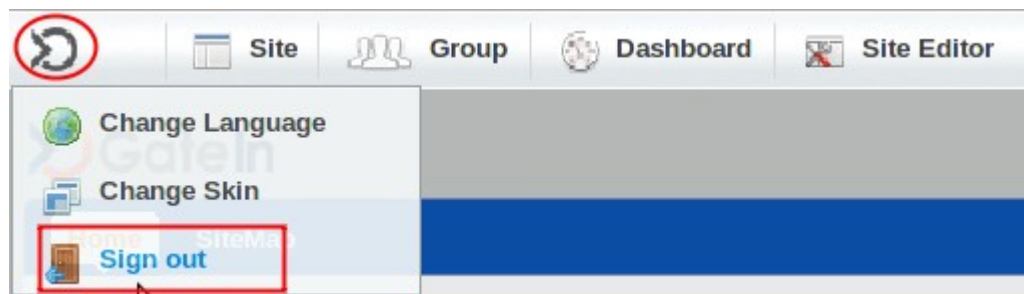 Site Group Dashboard Site Editor
Change Language
GateIn
Change Skin
Home SiteMap
Sign out